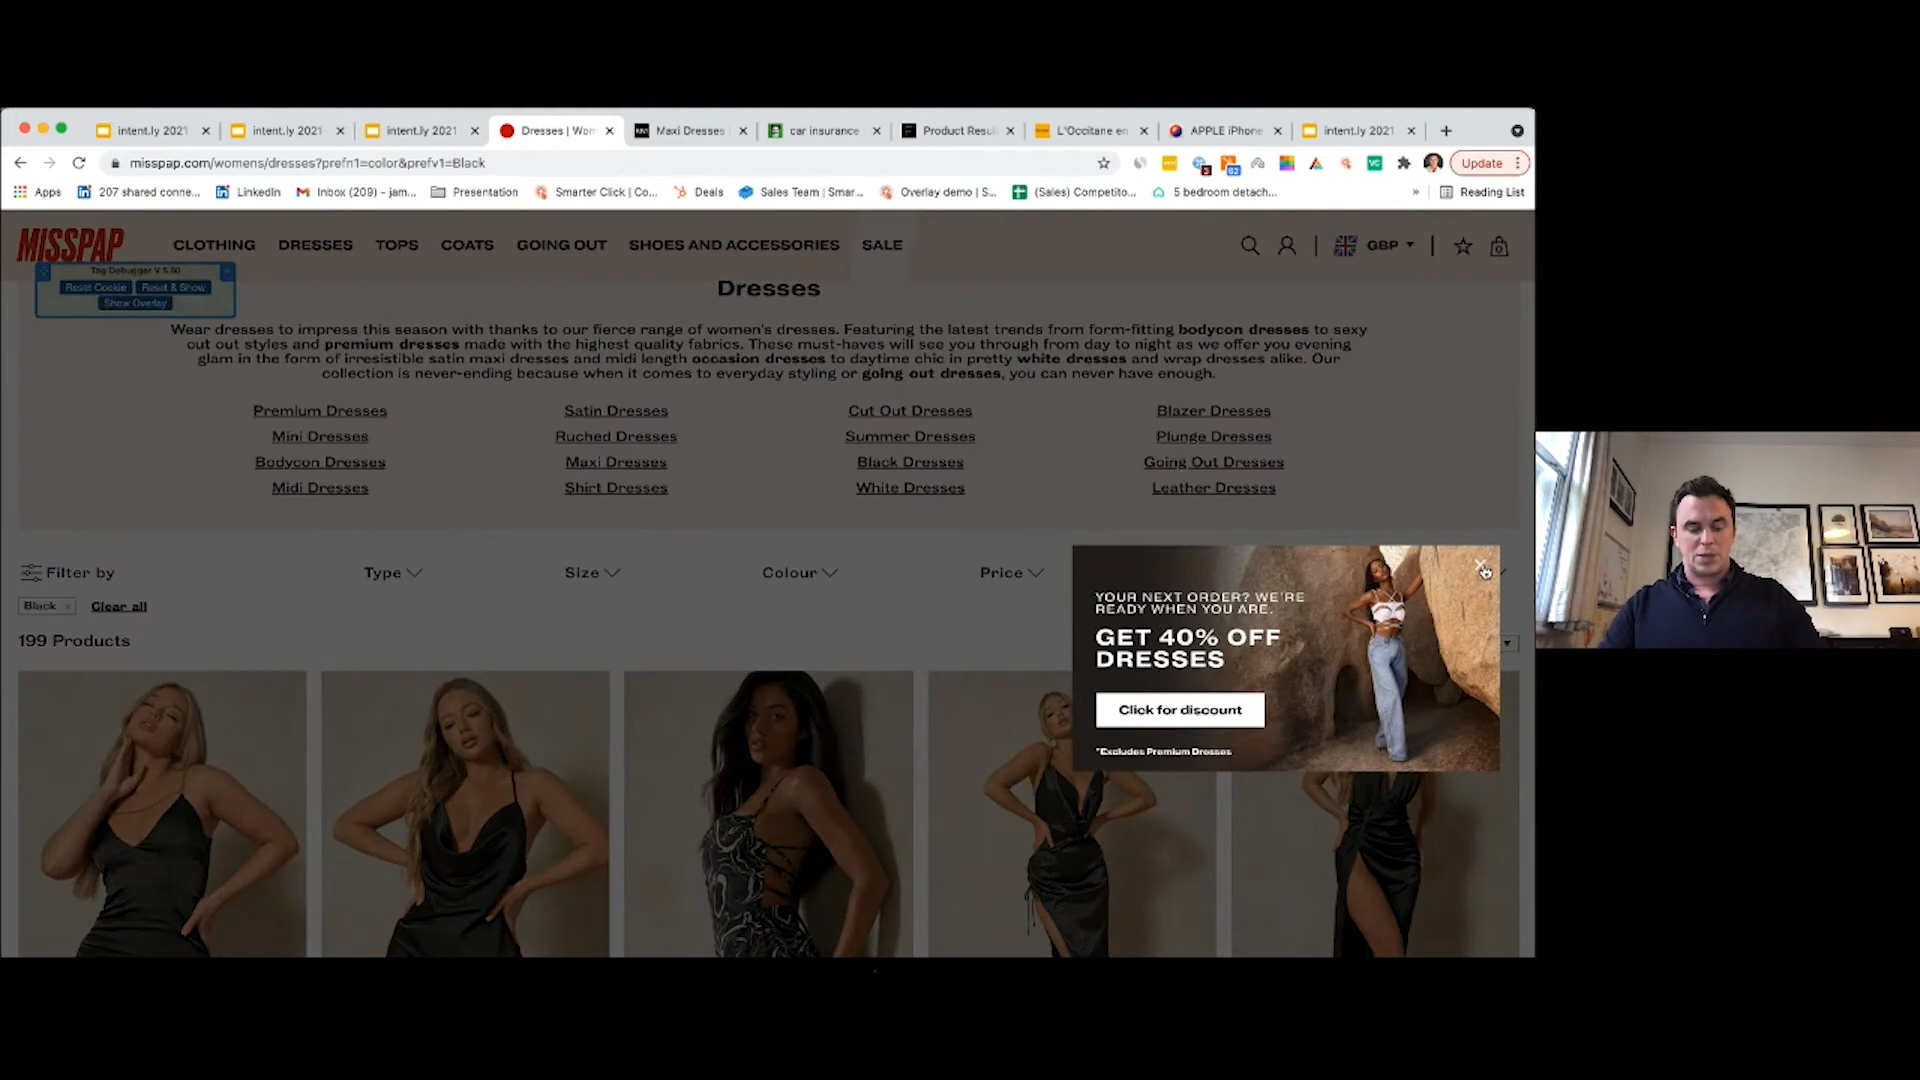 intent.ly 2021
intent.ly 2021
intent.ly 2021
Dresses | Wom
Maxi Dresses
car insurance
Product Resu
L'Occitane en
APPLE iPhone
intent.ly 2021
misspap.com/womens/dresses?prefn1=color&prefv1=Black
Update
Apps
207 shared conne...
LinkedIn
Inbox (209) - jam...
Presentation
Smarter Click | Co...
Deals
Sales Team | Smar...
Overlay demo | S...
(Sales) Competito...
5 bedroom detach...
»
Reading List
MISSPAP
CLOTHING
DRESSES
TOPS
COATS
GOING OUT
SHOES AND ACCESSORIES
SALE
GBP
0
Tag Debugger V 5.50
Reset Cookie
Reset & Show
Show Overlay
Dresses
Wear dresses to impress this season with thanks to our fierce range of women's dresses. Featuring the latest trends from form-fitting bodycon dresses to sexy
cut out styles and premium dresses made with the highest quality fabrics. These must-haves will see you through from day to night as we offer you evening
glam in the form of irresistible satin maxi dresses and midi length occasion dresses to daytime chic in pretty white dresses and wrap dresses alike. Our
collection is never-ending because when it comes to everyday styling or going out dresses, you can never have enough.
Premium Dresses
Satin Dresses
Cut Out Dresses
Blazer Dresses
Mini Dresses
Ruched Dresses
Summer Dresses
Plunge Dresses
Bodycon Dresses
Maxi Dresses
Black Dresses
Going Out Dresses
Midi Dresses
Shirt Dresses
White Dresses
Leather Dresses
Filter by
Type
Size
Colour
Price
Black
Clear all
199 Products
YOUR NEXT ORDER? WE'RE
READY WHEN YOU ARE.
GET 40% OFF
DRESSES
Click for discount
*Excludes Premium Dresses